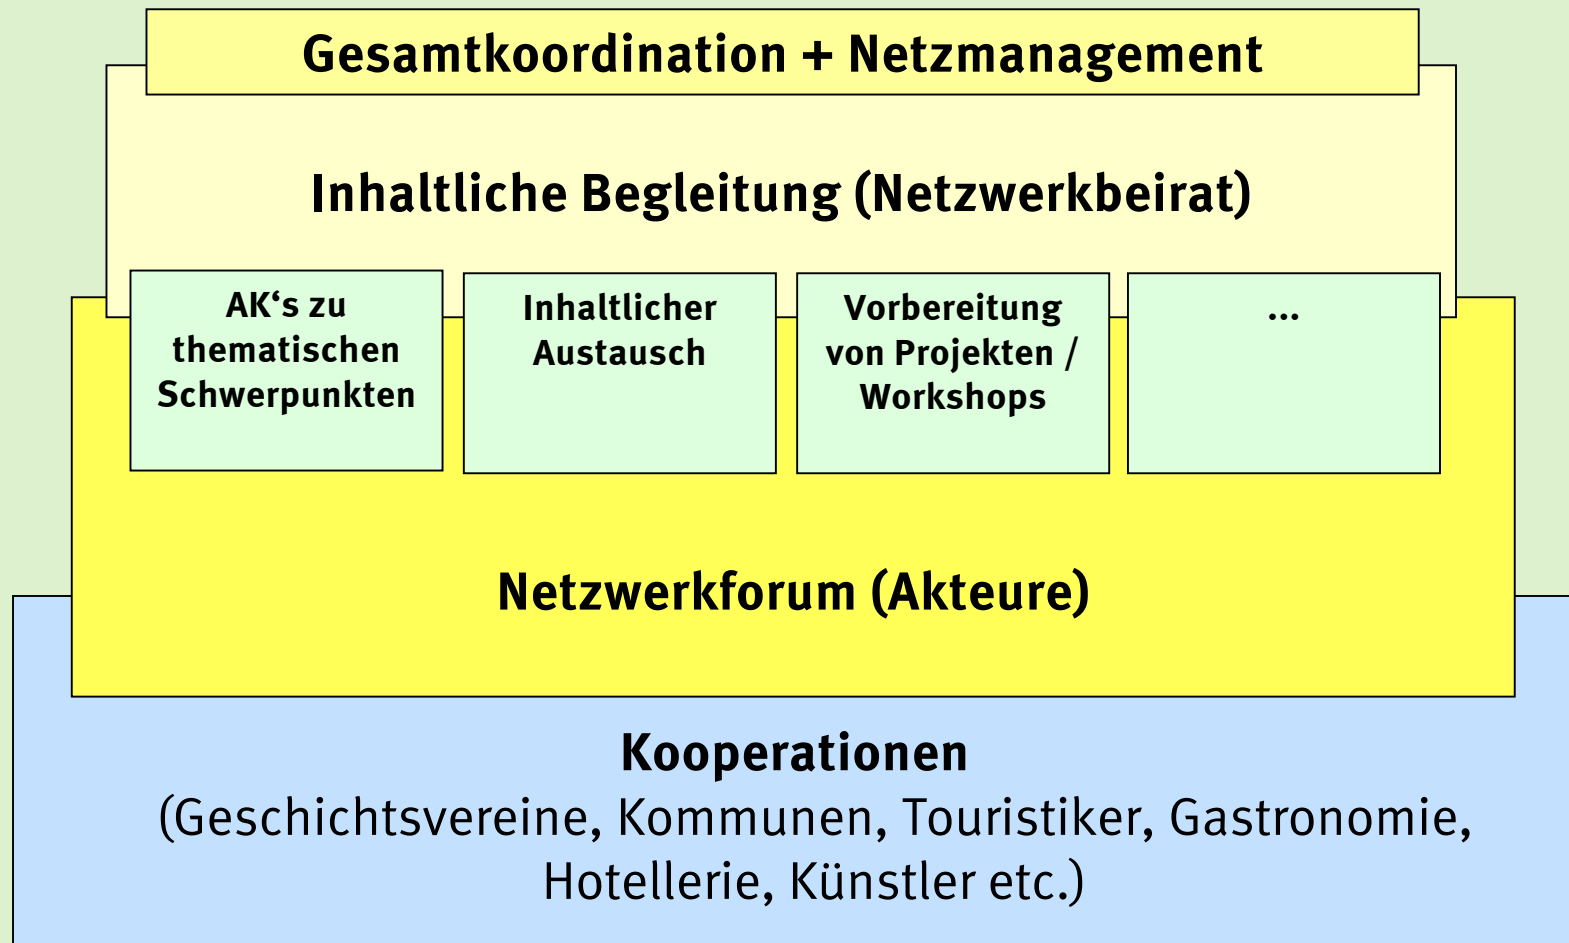 Gesamtkoordination + Netzmanagement
Inhaltliche Begleitung (Netzwerkbeirat)
AK‘s zu
thematischen
Schwerpunkten
Inhaltlicher
Austausch
Vorbereitung
von Projekten /
Workshops
...
Netzwerkforum (Akteure)
Kooperationen
(Geschichtsvereine, Kommunen, Touristiker, Gastronomie,
Hotellerie, Künstler etc.)